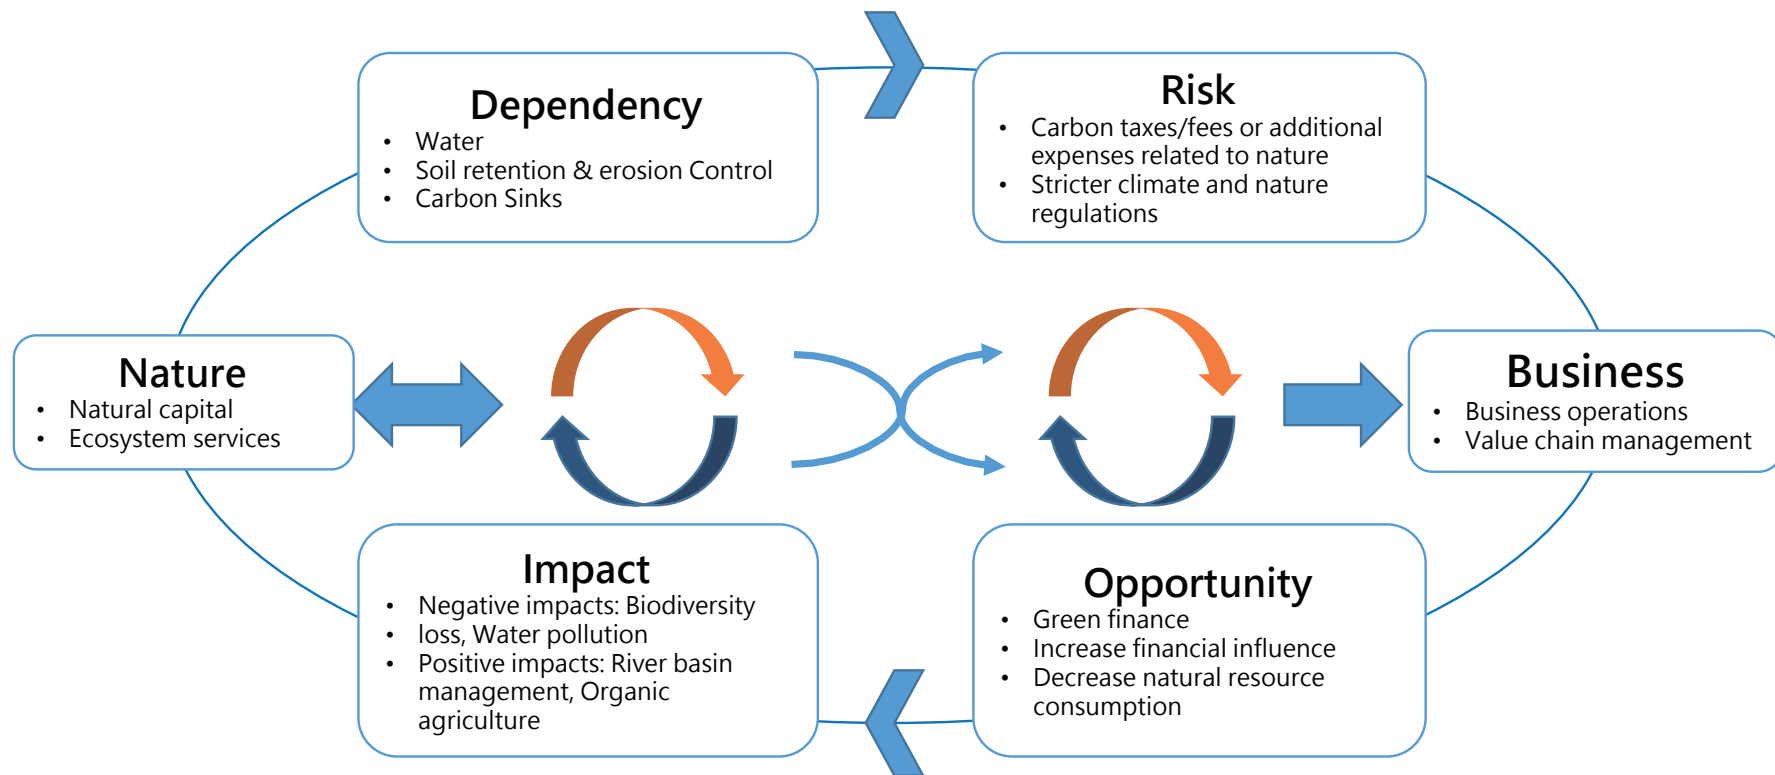 Dependency
• Water
• Soil retention & erosion Control
• Carbon Sinks
Risk
• Carbon taxes/fees or additional
expenses related to nature
• Stricter climate and nature
regulations
Nature
• Natural capital
• Ecosystem services
Business
• Business operations
• Value chain management
Impact
• Negative impacts: Biodiversity
• loss, Water pollution
• Positive impacts: River basin
management, Organic
agriculture
Opportunity
• Green finance
• Increase financial influence
• Decrease natural resource
consumption